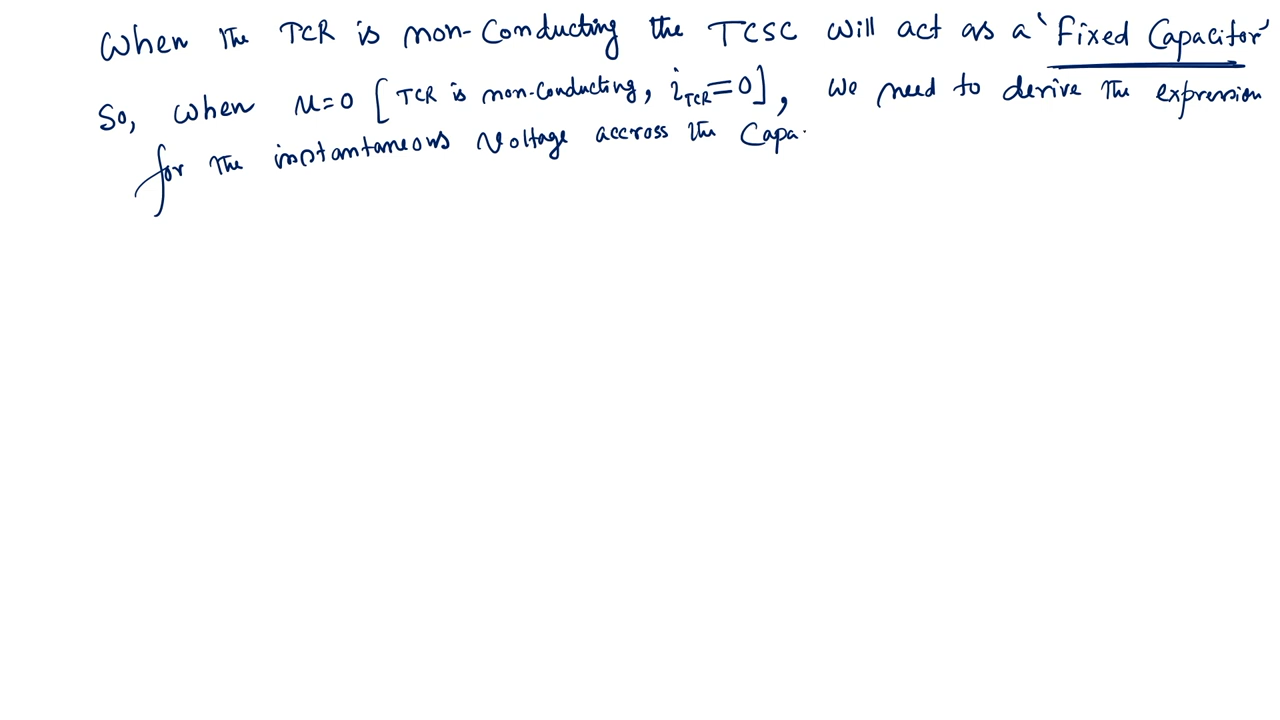 When the TCR is non-Conducting the TCSC will act as a 'Fixed Capacitor'
So, when u=0 [TCR is non-conducting, i_TCR=0], we need to derive the expression
for the instantaneous Voltage accross the Capa.